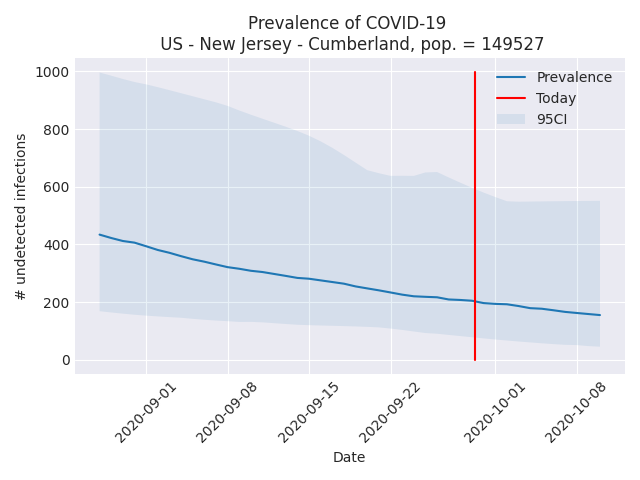 Prevalence of COVID-19
US - New Jersey - Cumberland, pop. = 149527
1000
800
600
400
200
0
# undetected infections
Prevalence
Today
95CI
2020-09-01
2020-09-08
2020-09-15
2020-09-22
2020-10-01
2020-10-08
Date